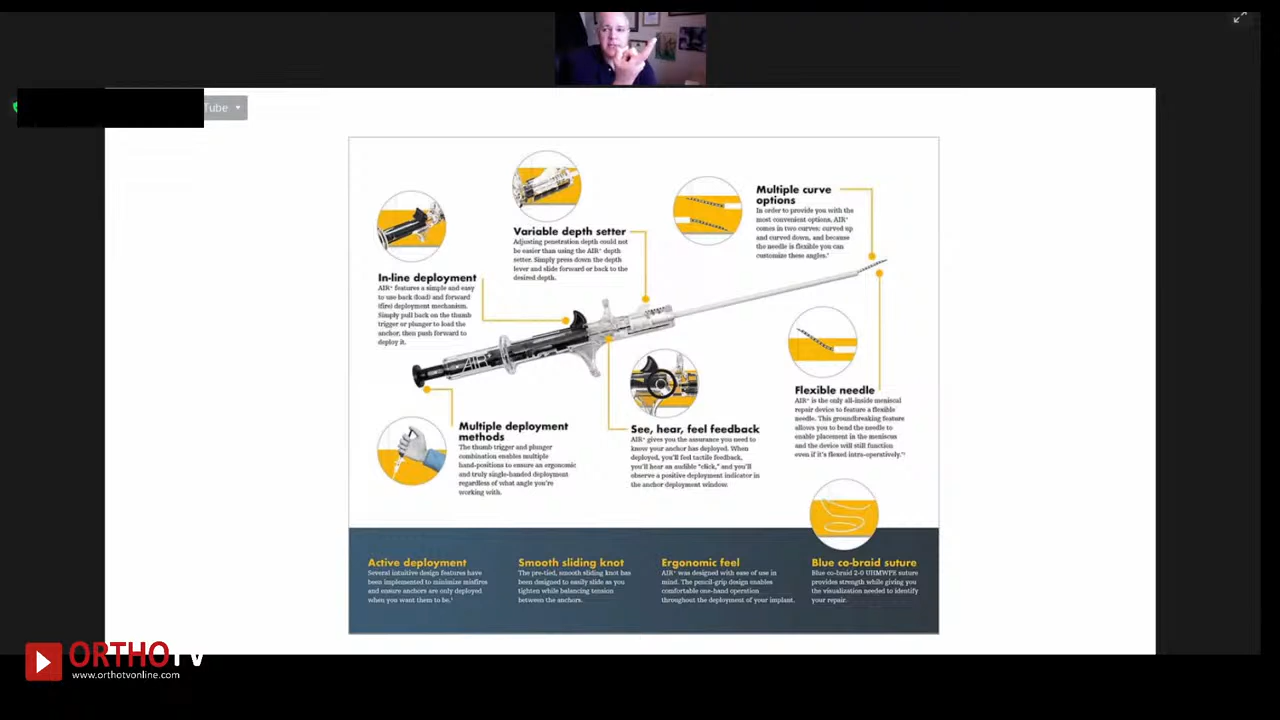 Tube
Multiple curve
options
In order to provide you with the
most convenient options, AIR⁺
comes in two curves: curved up
and curved down, and because
the needle is flexible you can
customize these angles.
Variable depth setter
Adjusting penetration depth could not
be easier than using the AIR⁺ depth
setter. Simply press down the depth
lever and slide forward or back to the
desired depth.
In-line deployment
AIR⁺ features a simple and easy
to use back (load) and forward
(fire) deployment mechanism.
Simply pull back on the thumb
trigger or plunger to load the
anchor, then push forward to
deploy it.
AIR
Flexible needle
AIR⁺ is the only all-inside meniscal
repair device to feature a flexible
needle. This groundbreaking feature
allows you to bend the needle to
enable placement in the meniscus
and the device will still function
even if it's flexed intra-operatively.
Multiple deployment
methods
The thumb trigger and plunger
combination enables multiple
hand-positions to ensure an ergonomic
and truly single-handed deployment
regardless of what angle you're
working with.
See, hear, feel feedback
AIR⁺ gives you the assurance you need to
know your anchor has deployed. When
deployed, you'll feel tactile feedback,
you'll hear an audible "click," and you'll
observe a positive deployment indicator in
the anchor deployment window.
Active deployment
Several intuitive design features have
been implemented to minimize misfires
and ensure anchors are only deployed
when you want them to be.
Smooth sliding knot
The pre-tied, smooth sliding knot has
been designed to easily slide as you
tighten while balancing tension
between the anchors.
Ergonomic feel
AIR⁺ was designed with ease of use in
mind. The pencil-grip design enables
comfortable one-hand operation
throughout the deployment of your implant.
Blue co-braid suture
Blue co-braid 2-0 UHMWPE suture
provides strength while giving you
the visualization needed to identify
your repair.
ORTHOTV
www.orthotvonline.com